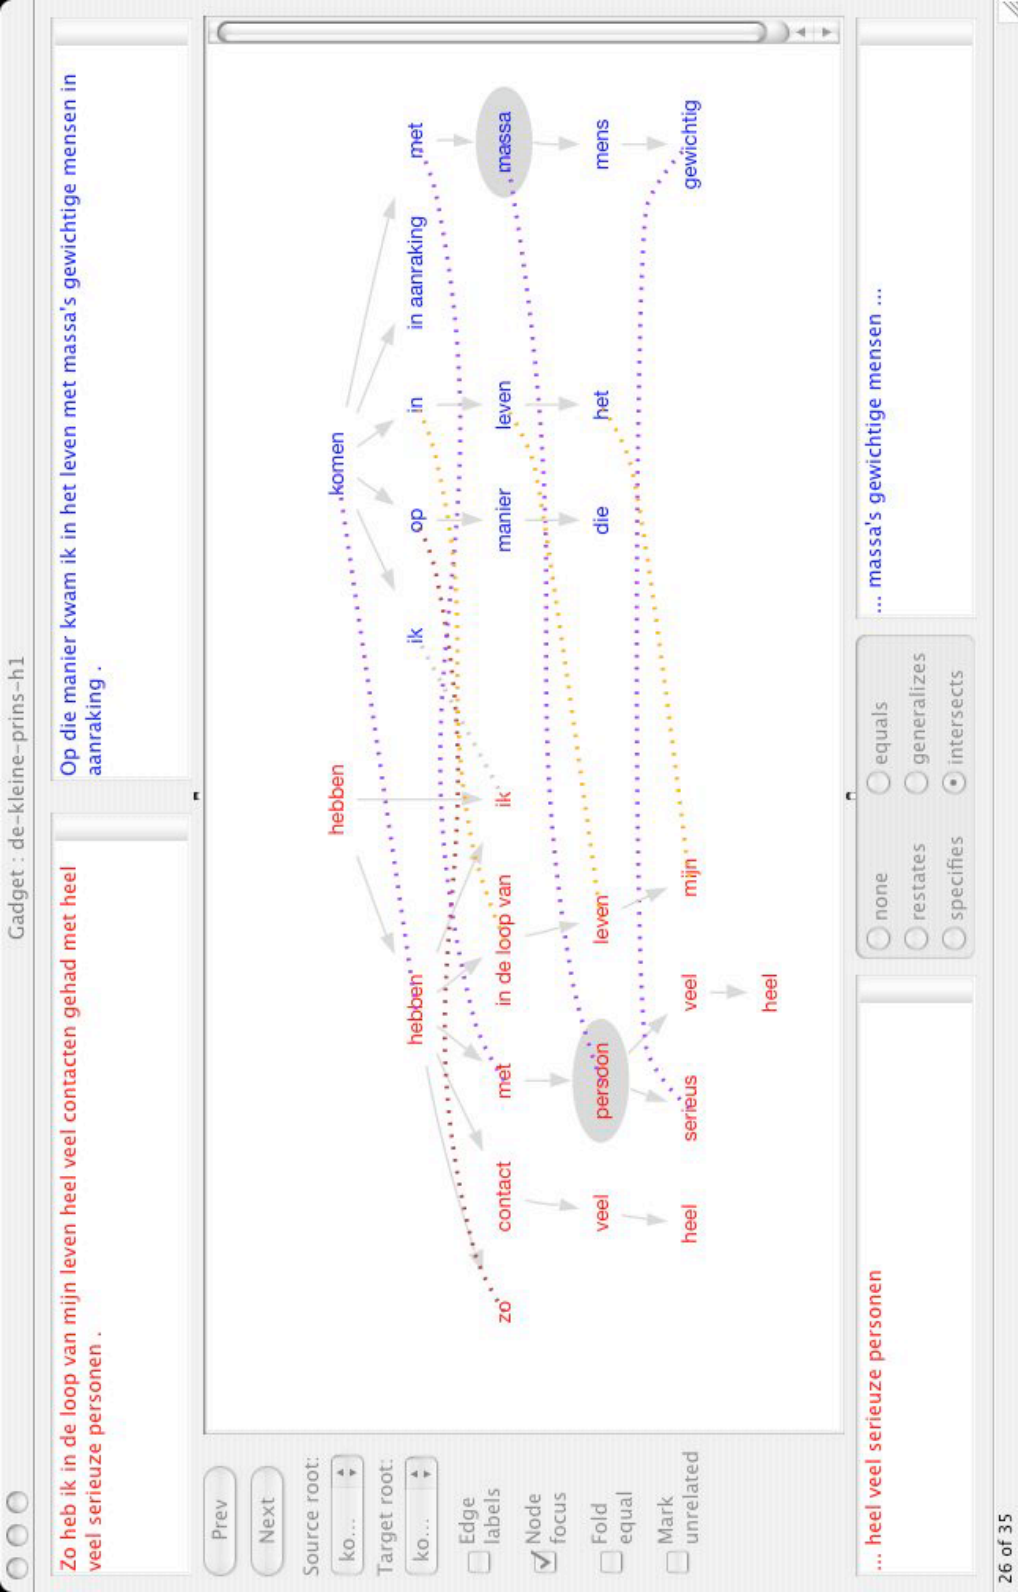 Gadget : de-kleine-prins-h1
Zo heb ik in de loop van mijn leven heel veel contacten gehad met heel
veel serieuze personen .
Op die manier kwam ik in het leven met massa's gewichtige mensen in
aanraking .
Prev
Next
Source root:
ko...
Target root:
ko...
Edge
labels
Node
focus
Fold
equal
Mark
unrelated
hebben
komen
hebben
ik
op
in
in aanraking
met
zo
contact
met
in de loop van
ik
manier
leven
massa
veel
persoon
leven
die
het
mens
heel
serieus
veel
mijn
gewichtig
heel
... heel veel serieuze personen
none
equals
restates
generalizes
specifies
intersects
... massa's gewichtige mensen ...
26 of 35